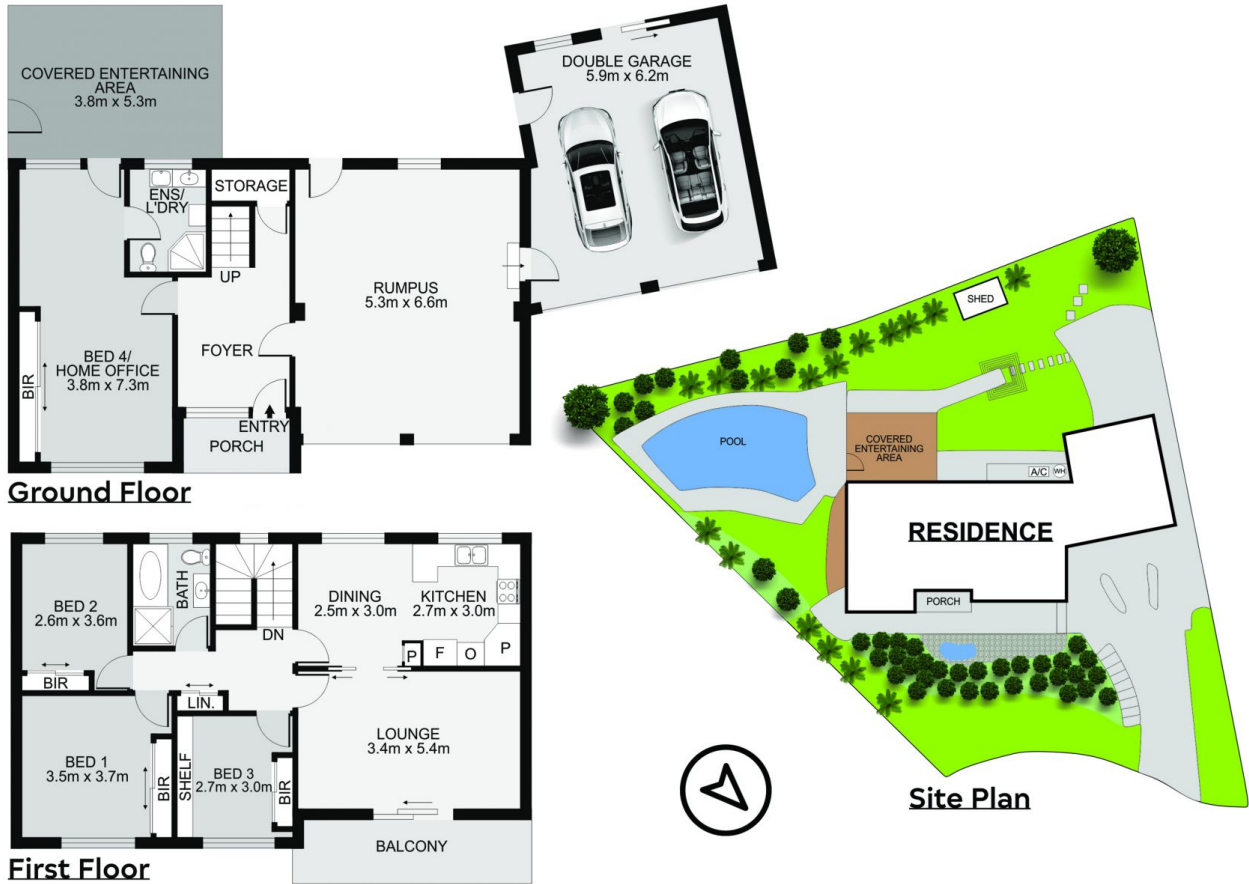 COVERED ENTERTAINING
AREA
3.8m x 5.3m
DOUBLE GARAGE
5.9m x 6.2m
ENS/
L'DRY
STORAGE
UP
RUMPUS
5.3m x 6.6m
BED 4/
HOME OFFICE
3.8m x 7.3m
BIR
FOYER
ENTRY
PORCH
Ground Floor
BED 2
2.6m x 3.6m
BATH
DINING
2.5m x 3.0m
KITCHEN
2.7m x 3.0m
DN
P
F
O
P
BIR
LIN.
BED 1
3.5m x 3.7m
BIR
SHELF
BED 3
2.7m x 3.0m
BIR
LOUNGE
3.4m x 5.4m
BALCONY
First Floor
SHED
POOL
COVERED
ENTERTAINING
AREA
A/C
WH
RESIDENCE
PORCH
Site Plan